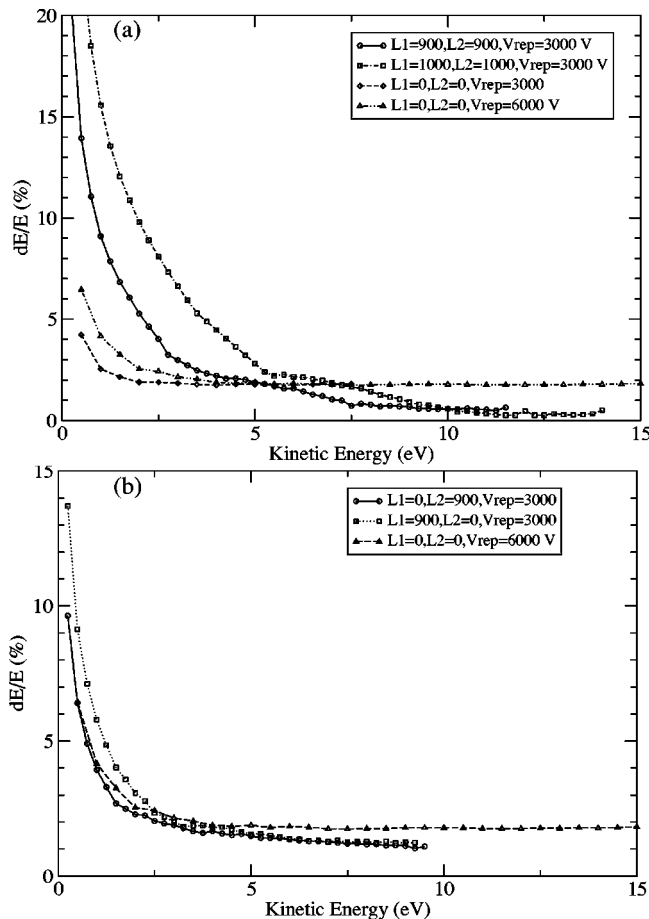 20
(a)
L1=900,L2=900,Vrep=3000 V
L1=1000,L2=1000,Vrep=3000 V
L1=0,L2=0,Vrep=3000
L1=0,L2=0,Vrep=6000 V
15
dE/E (%)
10
5
0
0
5
10
15
Kinetic Energy (eV)
15
(b)
L1=0,L2=900,Vrep=3000
L1=900,L2=0,Vrep=3000
L1=0,L2=0,Vrep=6000 V
10
dE/E (%)
5
0
0
5
10
15
Kinetic Energy (eV)